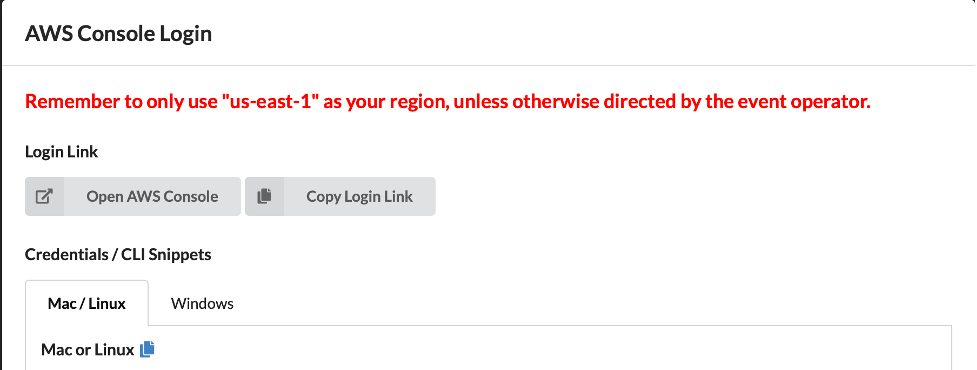 AWS Console Login
Remember to only use "us-east-1" as your region, unless otherwise directed by the event operator.
Login Link
Open AWS Console
Copy Login Link
Credentials / CLI Snippets
Mac / Linux
Windows
Mac or Linux